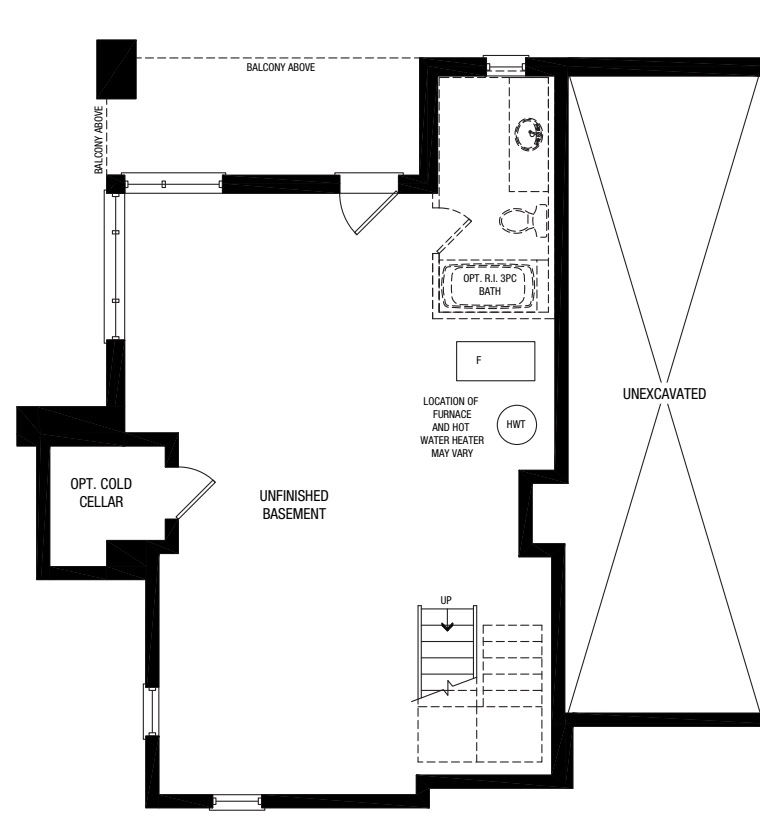 BALCONY ABOVE
BALCONY ABOVE
OPT. R.I. 3PC
BATH
F
LOCATION OF
FURNACE
AND HOT
WATER HEATER
MAY VARY
HWT
UNEXCAVATED
OPT. COLD
CELLAR
UNFINISHED
BASEMENT
UP